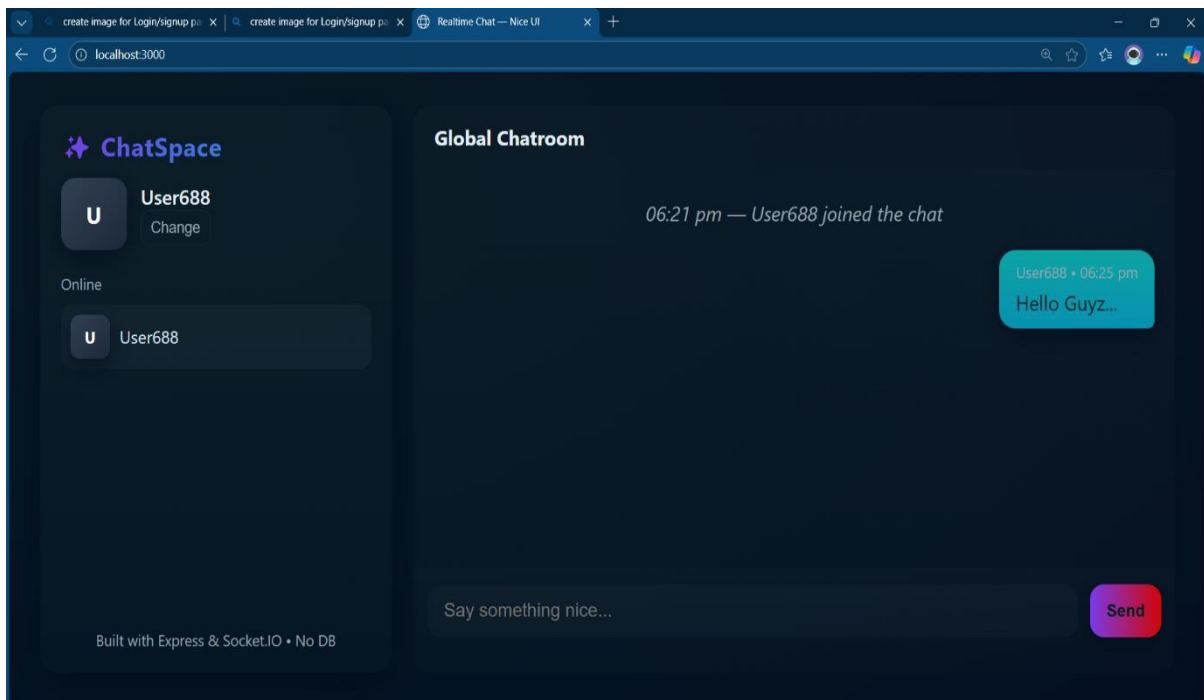 create image for Login/signup pa
create image for Login/signup pa
Realtime Chat — Nice UI
localhost:3000
ChatSpace
U
User688
Change
Online
U
User688
Built with Express & Socket.IO • No DB
Global Chatroom
06:21 pm — User688 joined the chat
User688 • 06:25 pm
Hello Guyz...
Say something nice...
Send